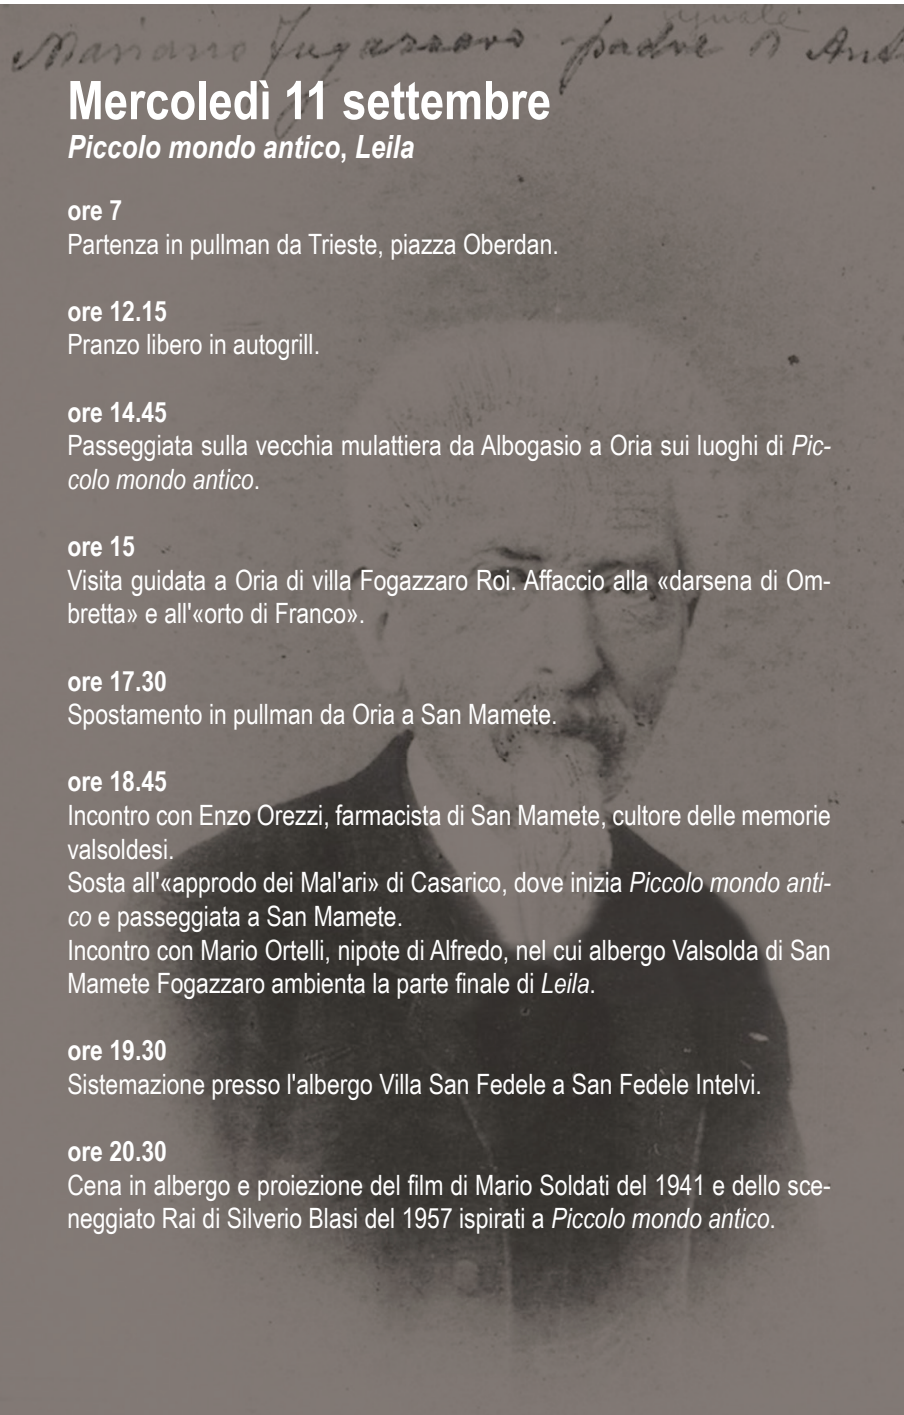 Mariano Fogazzaro padre di Ant
Mercoledì 11 settembre
Piccolo mondo antico, Leila
ore 7
Partenza in pullman da Trieste, piazza Oberdan.
ore 12.15
Pranzo libero in autogrill.
ore 14.45
Passeggiata sulla vecchia mulattiera da Albogasio a Oria sui luoghi di Pic-
colo mondo antico.
ore 15
Visita guidata a Oria di villa Fogazzaro Roi. Affaccio alla «darsena di Om-
bretta» e all'«orto di Franco».
ore 17.30
Spostamento in pullman da Oria a San Mamete.
ore 18.45
Incontro con Enzo Orezzi, farmacista di San Mamete, cultore delle memorie
valsoldesi.
Sosta all'«approdo dei Mal'ari» di Casarico, dove inizia Piccolo mondo anti-
co e passeggiata a San Mamete.
Incontro con Mario Ortelli, nipote di Alfredo, nel cui albergo Valsolda di San
Mamete Fogazzaro ambienta la parte finale di Leila.
ore 19.30
Sistemazione presso l'albergo Villa San Fedele a San Fedele Intelvi.
ore 20.30
Cena in albergo e proiezione del film di Mario Soldati del 1941 e dello sce-
neggiato Rai di Silverio Blasi del 1957 ispirati a Piccolo mondo antico.